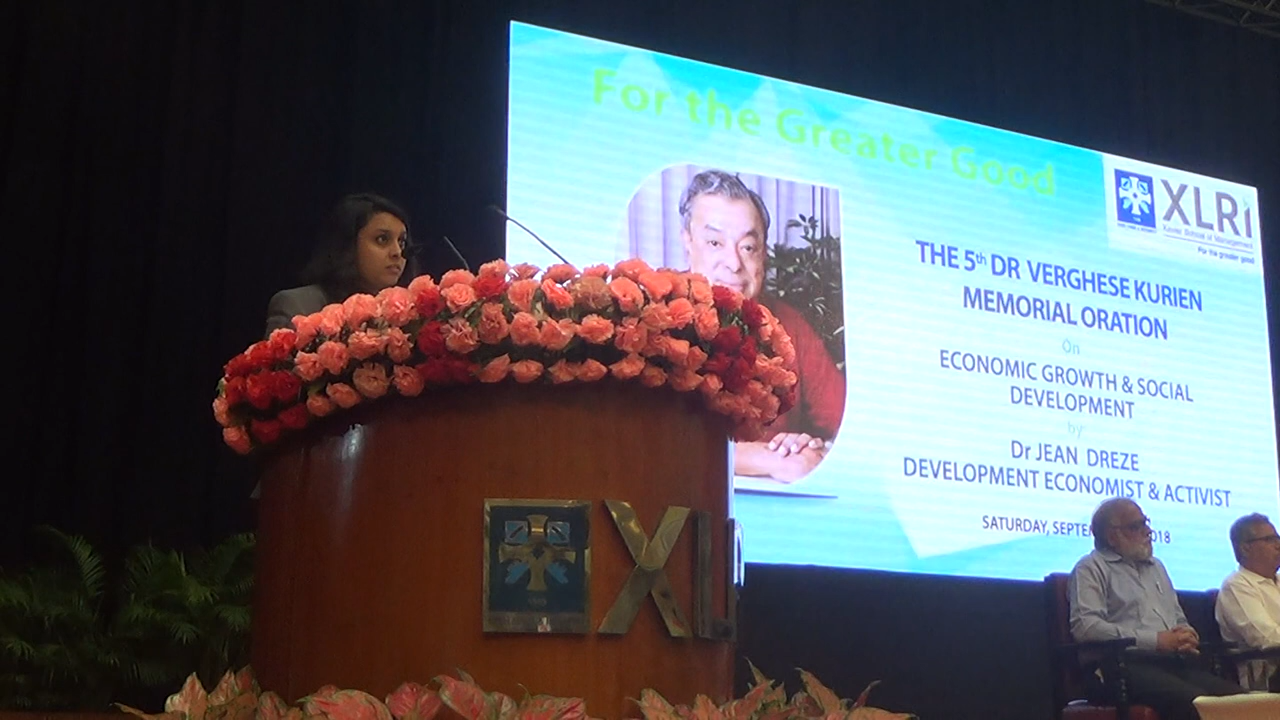 For the Greater Good
XLRI
Xavier School of Management
For the greater good
THE 5th DR VERGHESE KURIEN
MEMORIAL ORATION
On
ECONOMIC GROWTH & SOCIAL
DEVELOPMENT
by
Dr JEAN DREZE
DEVELOPMENT ECONOMIST & ACTIVIST
SATURDAY, 2018
XL